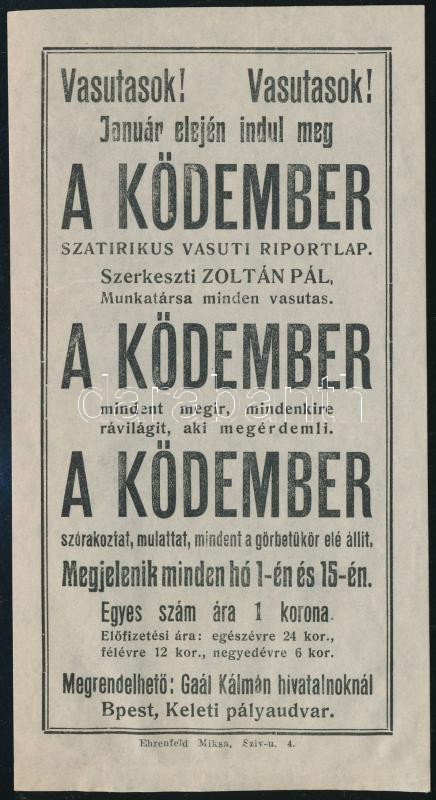 Vasutasok! Vasutasok!
Január elején indul meg
A KÖDEMBER
SZATIRIKUS VASUTI RIPORTLAP.
Szerkeszti ZOLTÁN PÁL,
Munkatársa minden vasutas.
A KÖDEMBER
darabanth
mindent megir, mindenkire
rávilágit, aki megérdemli.
A KÖDEMBER
szórakoztat, mulattat, mindent a görbetükör elé állit.
Megjelenik minden hó 1-én és 15-én.
Egyes szám ára 1 korona.
Előfizetési ára: egészévre 24 kor.,
félévre 12 kor., negyedévre 6 kor.
Megrendelhető: Gaál Kálmán hivatalnoknál
Bpest, Keleti pályaudvar.
Ehrenfeld Miksa, Sziv-u. 4.